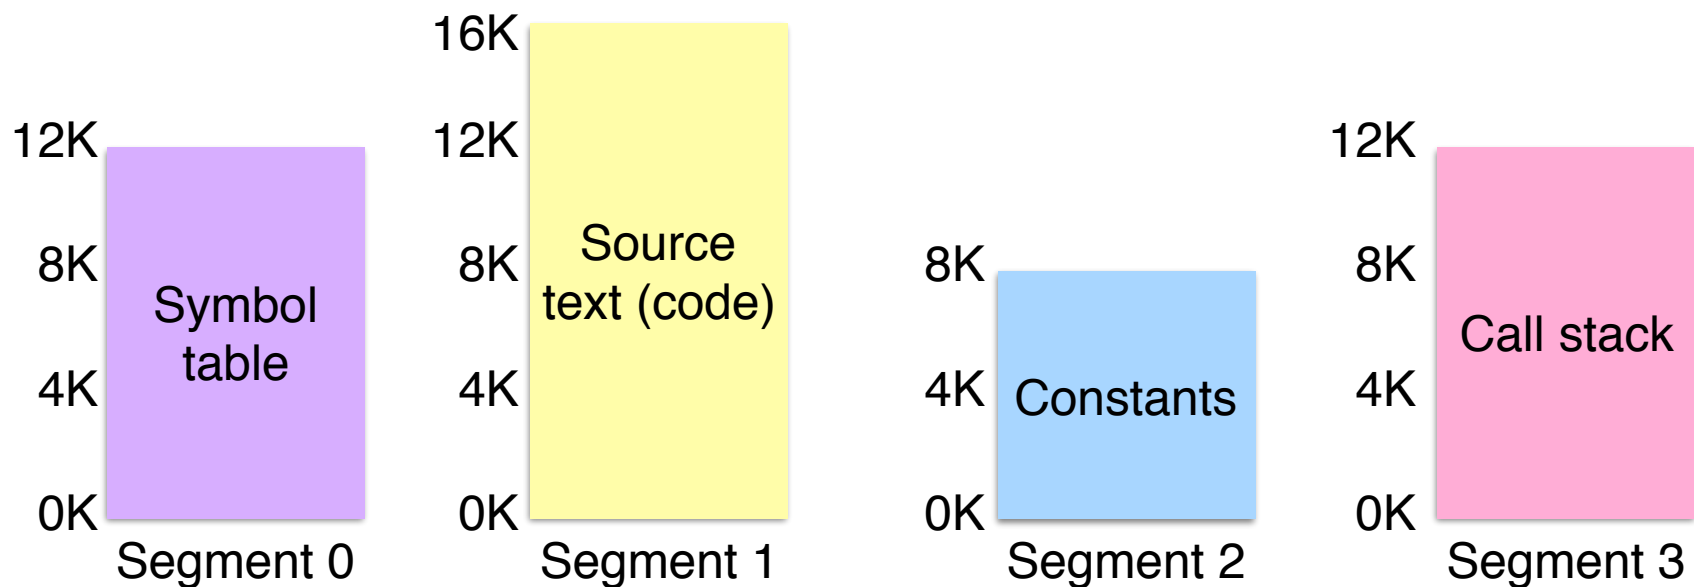 16K
12K
8K
4K
0K
Symbol
table
Segment 0
12K
8K
4K
0K
Source
text (code)
Segment 1
8K
4K
0K
Constants
Segment 2
12K
8K
4K
0K
Call stack
Segment 3